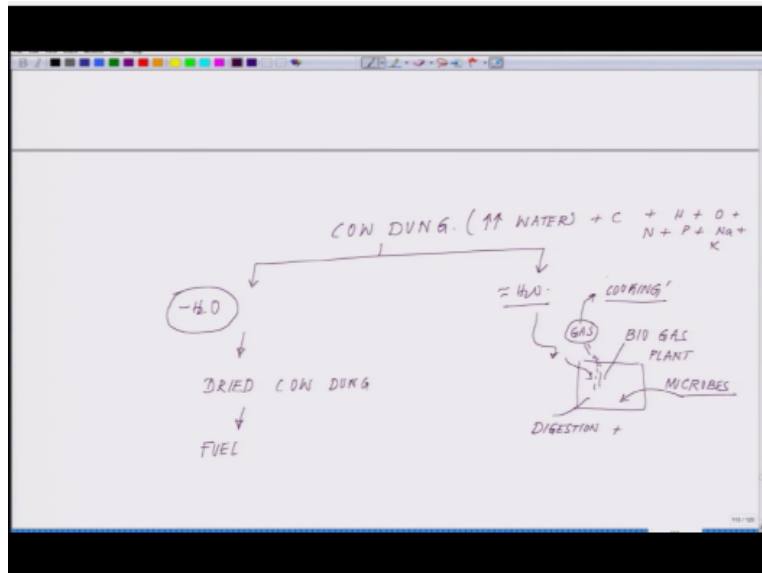 COW DUNG. (↑↑ WATER) + C + H + O +
N + P + Na +
K
-H2O
≈ H2O.
COOKING'
GAS
BIO GAS
PLANT
DRIED COW DUNG
MICROBES
FUEL
DIGESTION +